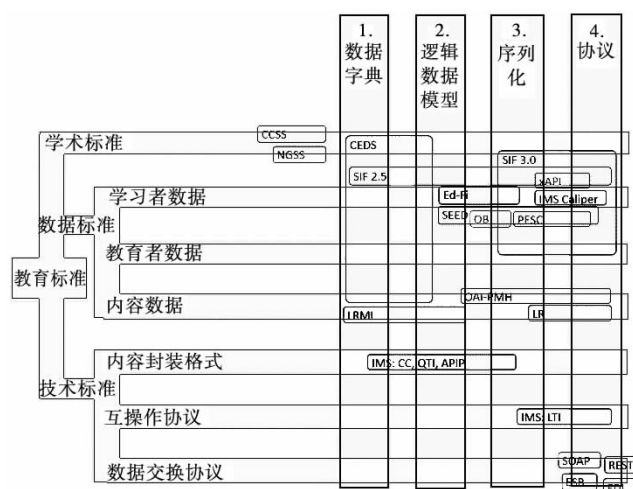 1.
数据
字典
2.
逻辑
数据
模型
3.
序列
化
4.
协议
CCSS
学术标准
NGSS
CEDS
SIF 3.0
SIF 2.5
xAPI
学习者数据
Ed-Fi
IMS Caliper
数据标准
SEED
OB
PESC
教育者数据
教育标准
OAI-PMH
内容数据
LRMI
LR
内容封装格式
IMS: CC, QTI, APIP
技术标准
互操作协议
IMS: LTI
数据交换协议
SOAP
REST
ESB